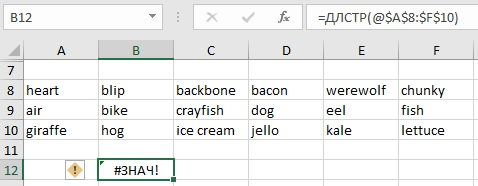 B12 fx =ДЛСТР(@$A$8:$F$10)
A B C D E F
7
8 heart blip backbone bacon werewolf chunky
9 air bike crayfish dog eel fish
10 giraffe hog ice cream jello kale lettuce
11
12 ! #ЗНАЧ!